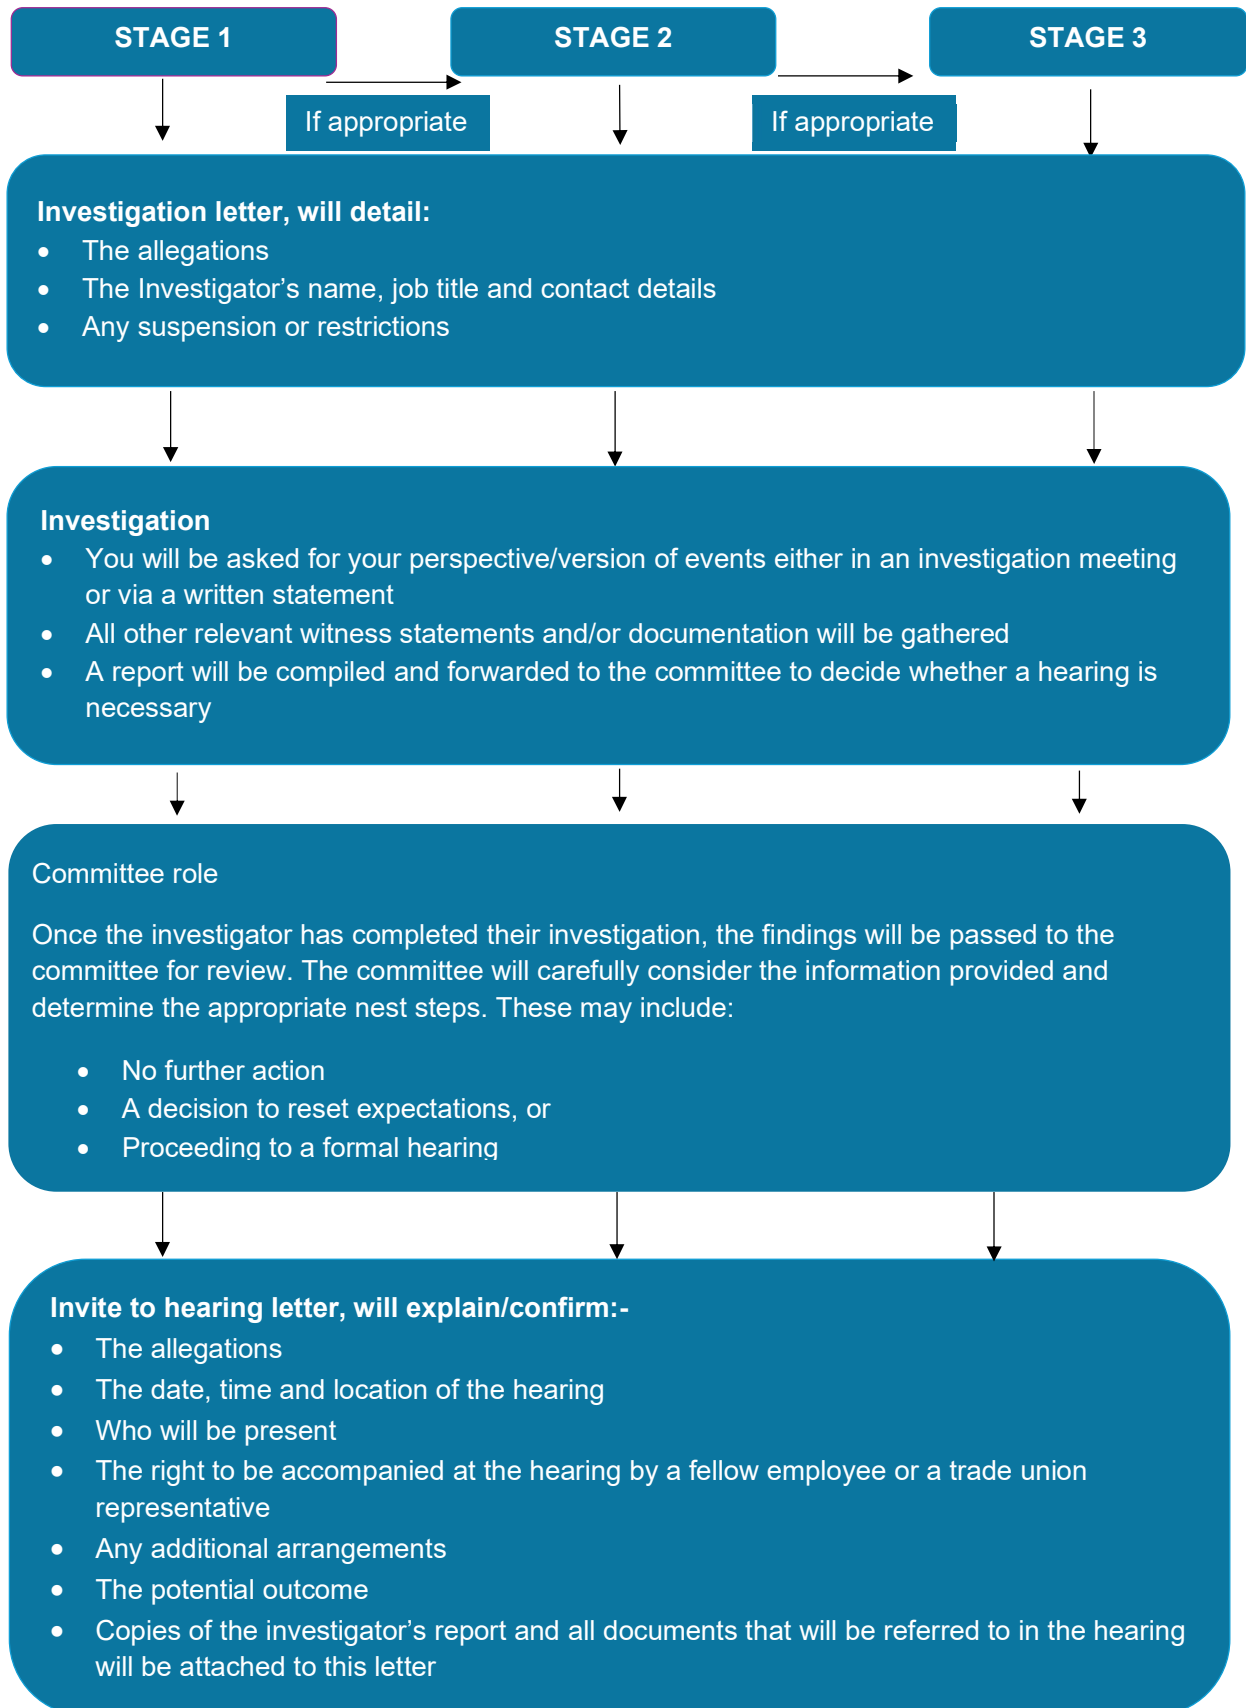 STAGE 1
STAGE 2
STAGE 3
If appropriate
If appropriate
Investigation letter, will detail:
• The allegations
• The Investigator’s name, job title and contact details
• Any suspension or restrictions
Investigation
• You will be asked for your perspective/version of events either in an investigation meeting
or via a written statement
• All other relevant witness statements and/or documentation will be gathered
• A report will be compiled and forwarded to the committee to decide whether a hearing is
necessary
Committee role
Once the investigator has completed their investigation, the findings will be passed to the
committee for review. The committee will carefully consider the information provided and
determine the appropriate nest steps. These may include:
• No further action
• A decision to reset expectations, or
• Proceeding to a formal hearing
Invite to hearing letter, will explain/confirm:-
• The allegations
• The date, time and location of the hearing
• Who will be present
• The right to be accompanied at the hearing by a fellow employee or a trade union
representative
• Any additional arrangements
• The potential outcome
• Copies of the investigator’s report and all documents that will be referred to in the hearing
will be attached to this letter